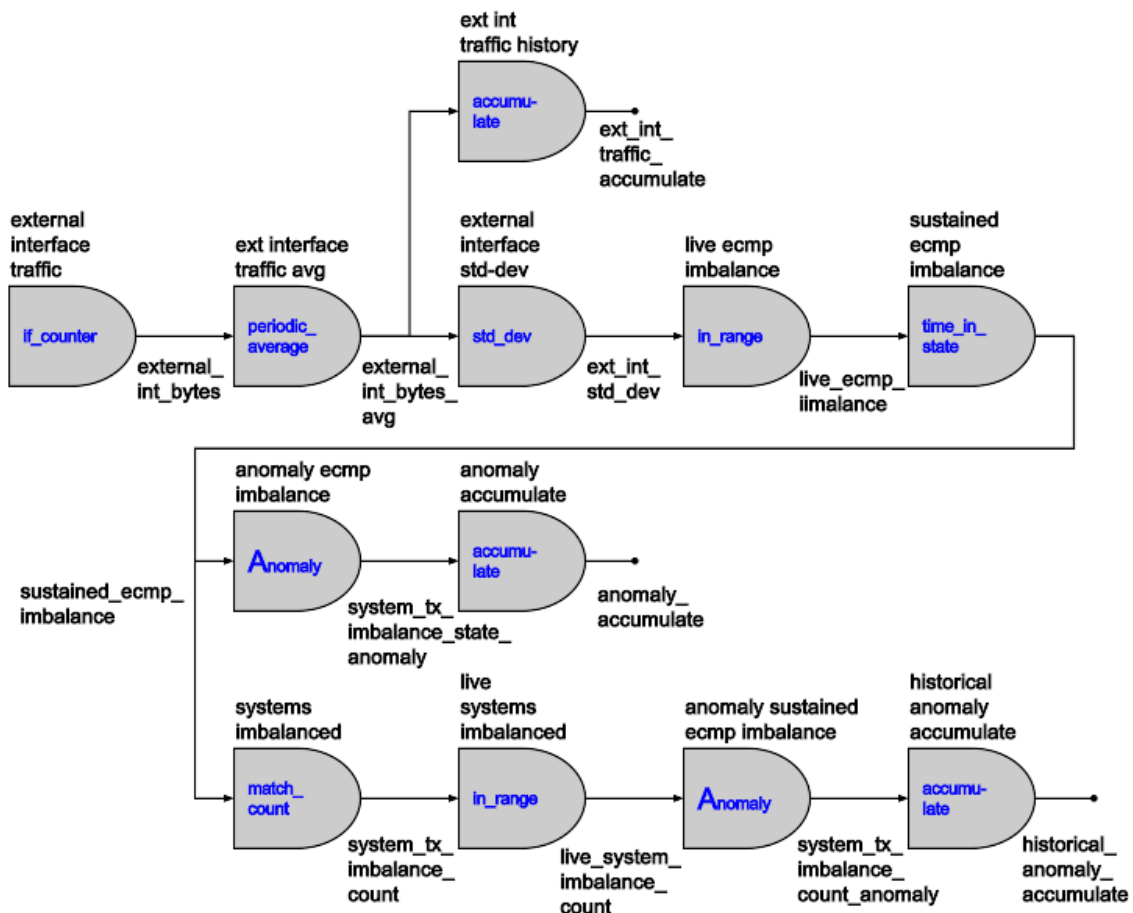 ext int
traffic history
accumu-
late
ext_int_
traffic_
accumulate
external
interface
traffic
if_counter
external_
int_bytes
ext interface
traffic avg
periodic_
average
external_
int_bytes_
avg
external
interface
std-dev
std_dev
ext_int_
std_dev
live ecmp
imbalance
in_range
live_ecmp_
iimalance
sustained
ecmp
imbalance
time_in_
state
sustained_ecmp_
imbalance
anomaly ecmp
imbalance
Anomaly
system_tx_
imbalance_state_
anomaly
anomaly
accumulate
accumu-
late
anomaly_
accumulate
systems
imbalanced
match_
count
system_tx_
imbalance_
count
live
systems
imbalanced
in_range
live_system_
imbalance_
count
anomaly sustained
ecmp imbalance
Anomaly
system_tx_
imbalance_
count_anomaly
historical
anomaly
accumulate
accumu-
late
historical_
anomaly_
accumulate